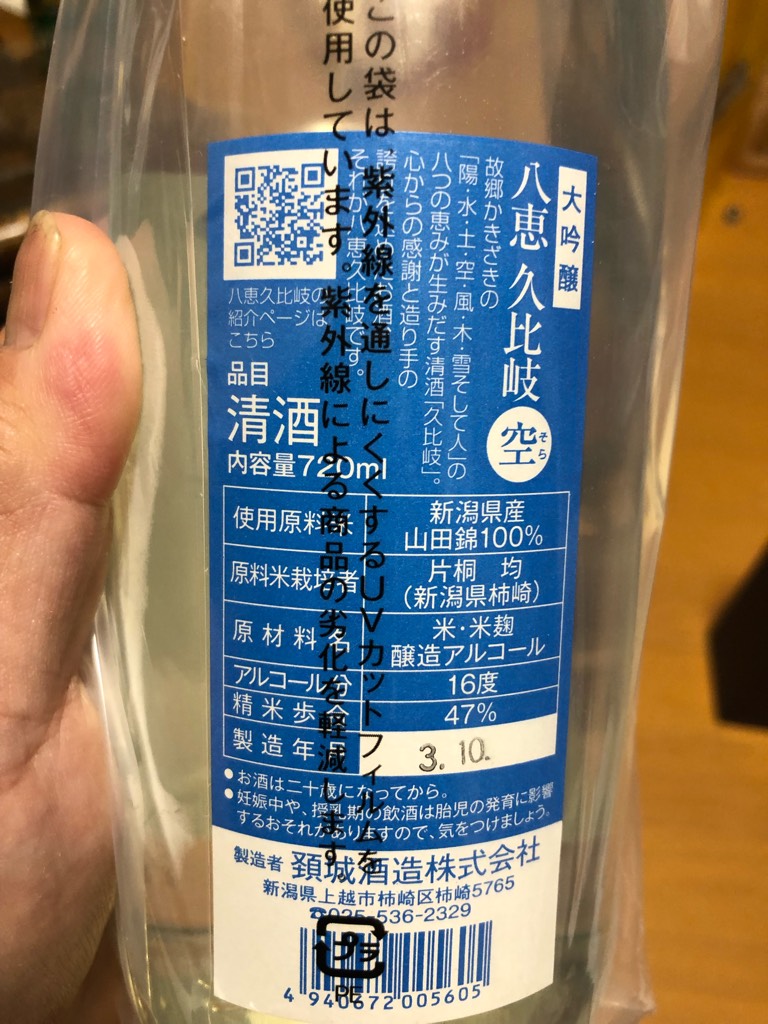 この袋は、紫外線を通しにくくするUVカットフィルムを
使用しています。紫外線による商品の劣化を軽減します。
大吟醸
八恵 久比岐 空
そら
故郷かきざきの
「陽・水・土・空・風・木・雪そして人」の
八つの恵みが生みだす清酒「久比岐」。
心からの感謝と造り手の
それが八恵久比岐です。
八恵久比岐の
紹介ページは
こちら
品目
清酒
内容量720ml
使用原料米 新潟県産
山田錦100%
原料米栽培者 片桐 均
(新潟県柿崎)
原材料名 米・米麹
醸造アルコール
アルコール分 16度
精米歩合 47%
製造年月 3.10.
●お酒は二十歳になってから。
●妊娠中や、授乳期の飲酒は胎児の発育に影響
するおそれがありますので、気をつけましょう。
製造者 頚城酒造株式会社
新潟県上越市柿崎区柿崎5765
☎025-536-2329
プラ
PE
4 940672 005605